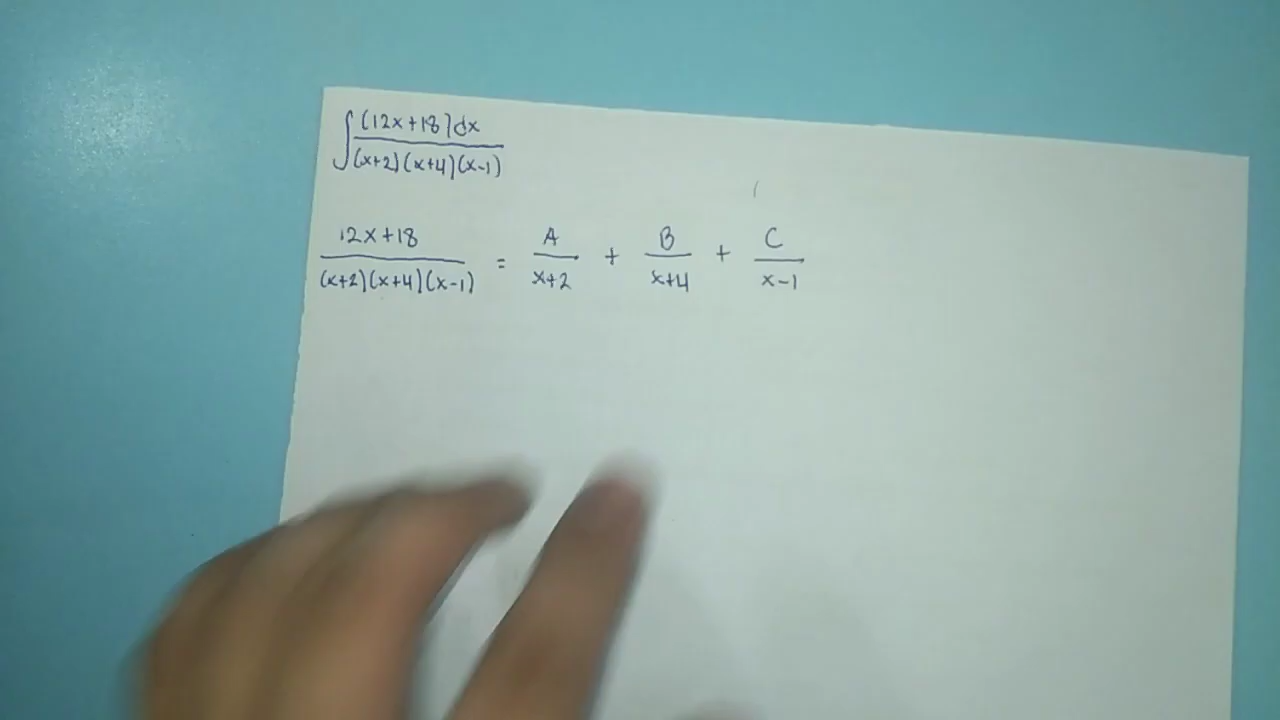 ∫ (12x+18)dx / (x+2)(x+4)(x-1)
12x+18 / (x+2)(x+4)(x-1) = A / x+2 + B / x+4 + C / x-1